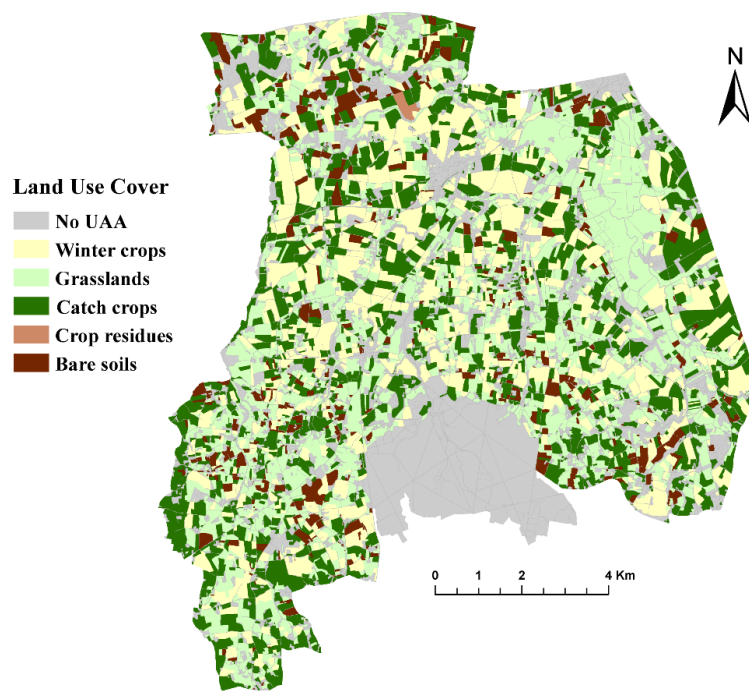 N
Land Use Cover
No UAA
Winter crops
Grasslands
Catch crops
Crop residues
Bare soils
0 1 2 4 Km